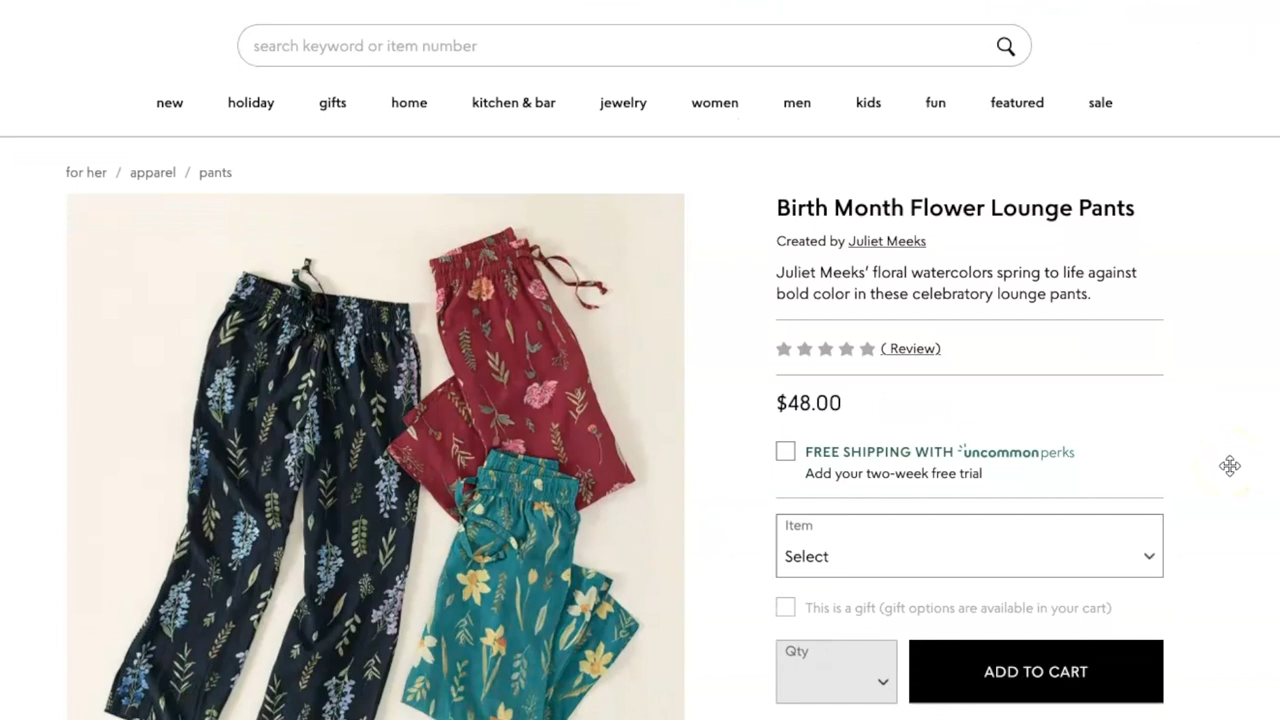 search keyword or item number
new holiday gifts home kitchen & bar jewelry women men kids fun featured sale
for her / apparel / pants
Birth Month Flower Lounge Pants
Created by Juliet Meeks
Juliet Meeks’ floral watercolors spring to life against
bold color in these celebratory lounge pants.
( Review)
$48.00
FREE SHIPPING WITH uncommon perks
Add your two-week free trial
Item
Select
This is a gift (gift options are available in your cart)
Qty
ADD TO CART